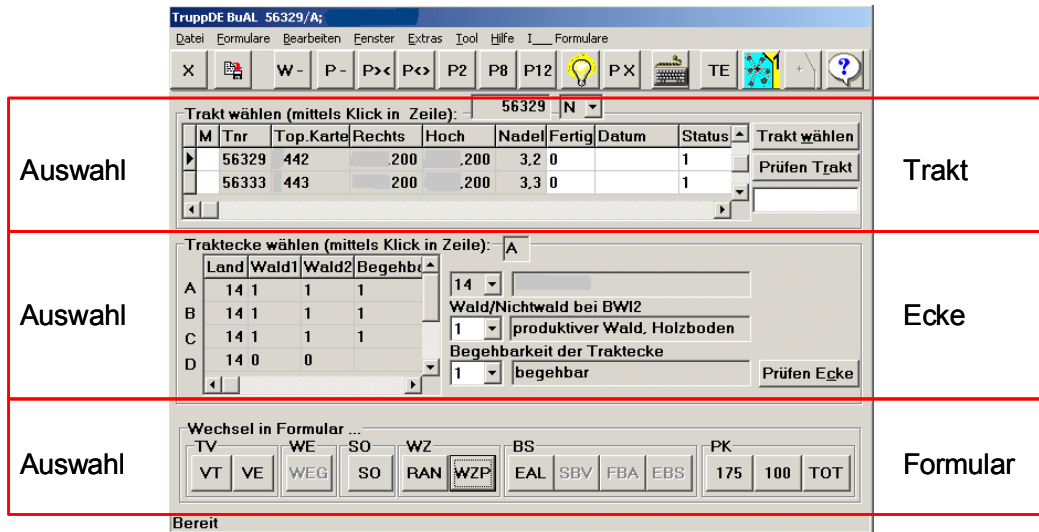 TruppDE BuAL 56329/A;
Datei Formulare Bearbeiten Fenster Extras Tool Hilfe I___Formulare
X W - P - P>< P<> P2 P8 P12 P X TE ?
Trakt wählen (mittels Klick in Zeile): 56329 N
M Tnr Top.Karte Rechts Hoch Nadel Fertig Datum Status Trakt wählen
56329 442 .200 ,200 3,2 0 1
Prüfen Trakt
56333 443 200 ,200 3,3 0 1
Auswahl Trakt
Traktecke wählen (mittels Klick in Zeile): A
Land Wald1 Wald2 Begehba
A 14 1 1 1 14
B 14 1 1 1
Wald/Nichtwald bei BWI2
Auswahl Ecke
C 14 1 1 1
1 produktiver Wald, Holzboden
Begehbarkeit der Traktecke
D 14 0 0
1 begehbar Prüfen Ecke
Wechsel in Formular ...
TV WE SO WZ BS PK
Auswahl VT VE WEG SO RAN WZP EAL SBV FBA EBS 175 100 TOT Formular
Bereit